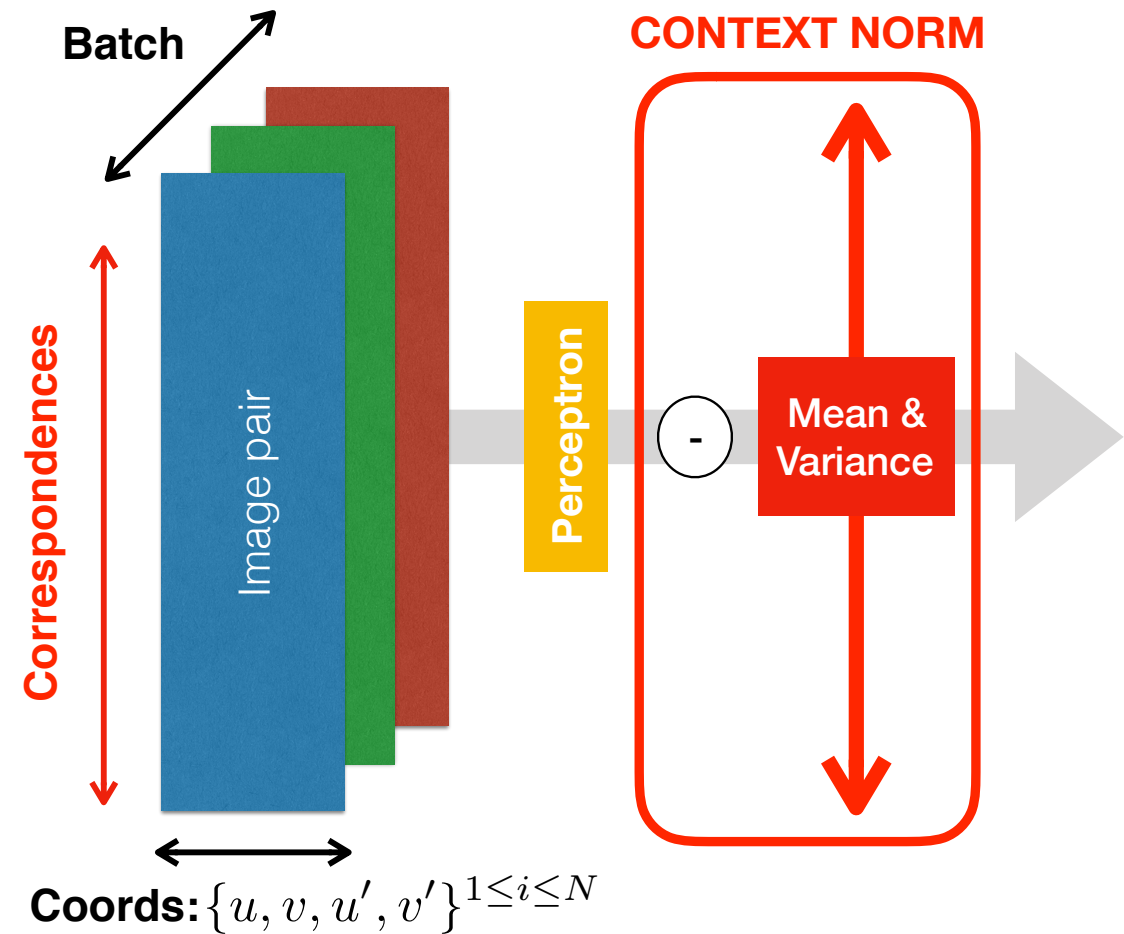 Batch
CONTEXT NORM
Correspondences
Image pair
Perceptron
-
Mean &
Variance
Coords: {u, v, u′, v′}^{1≤i≤N}